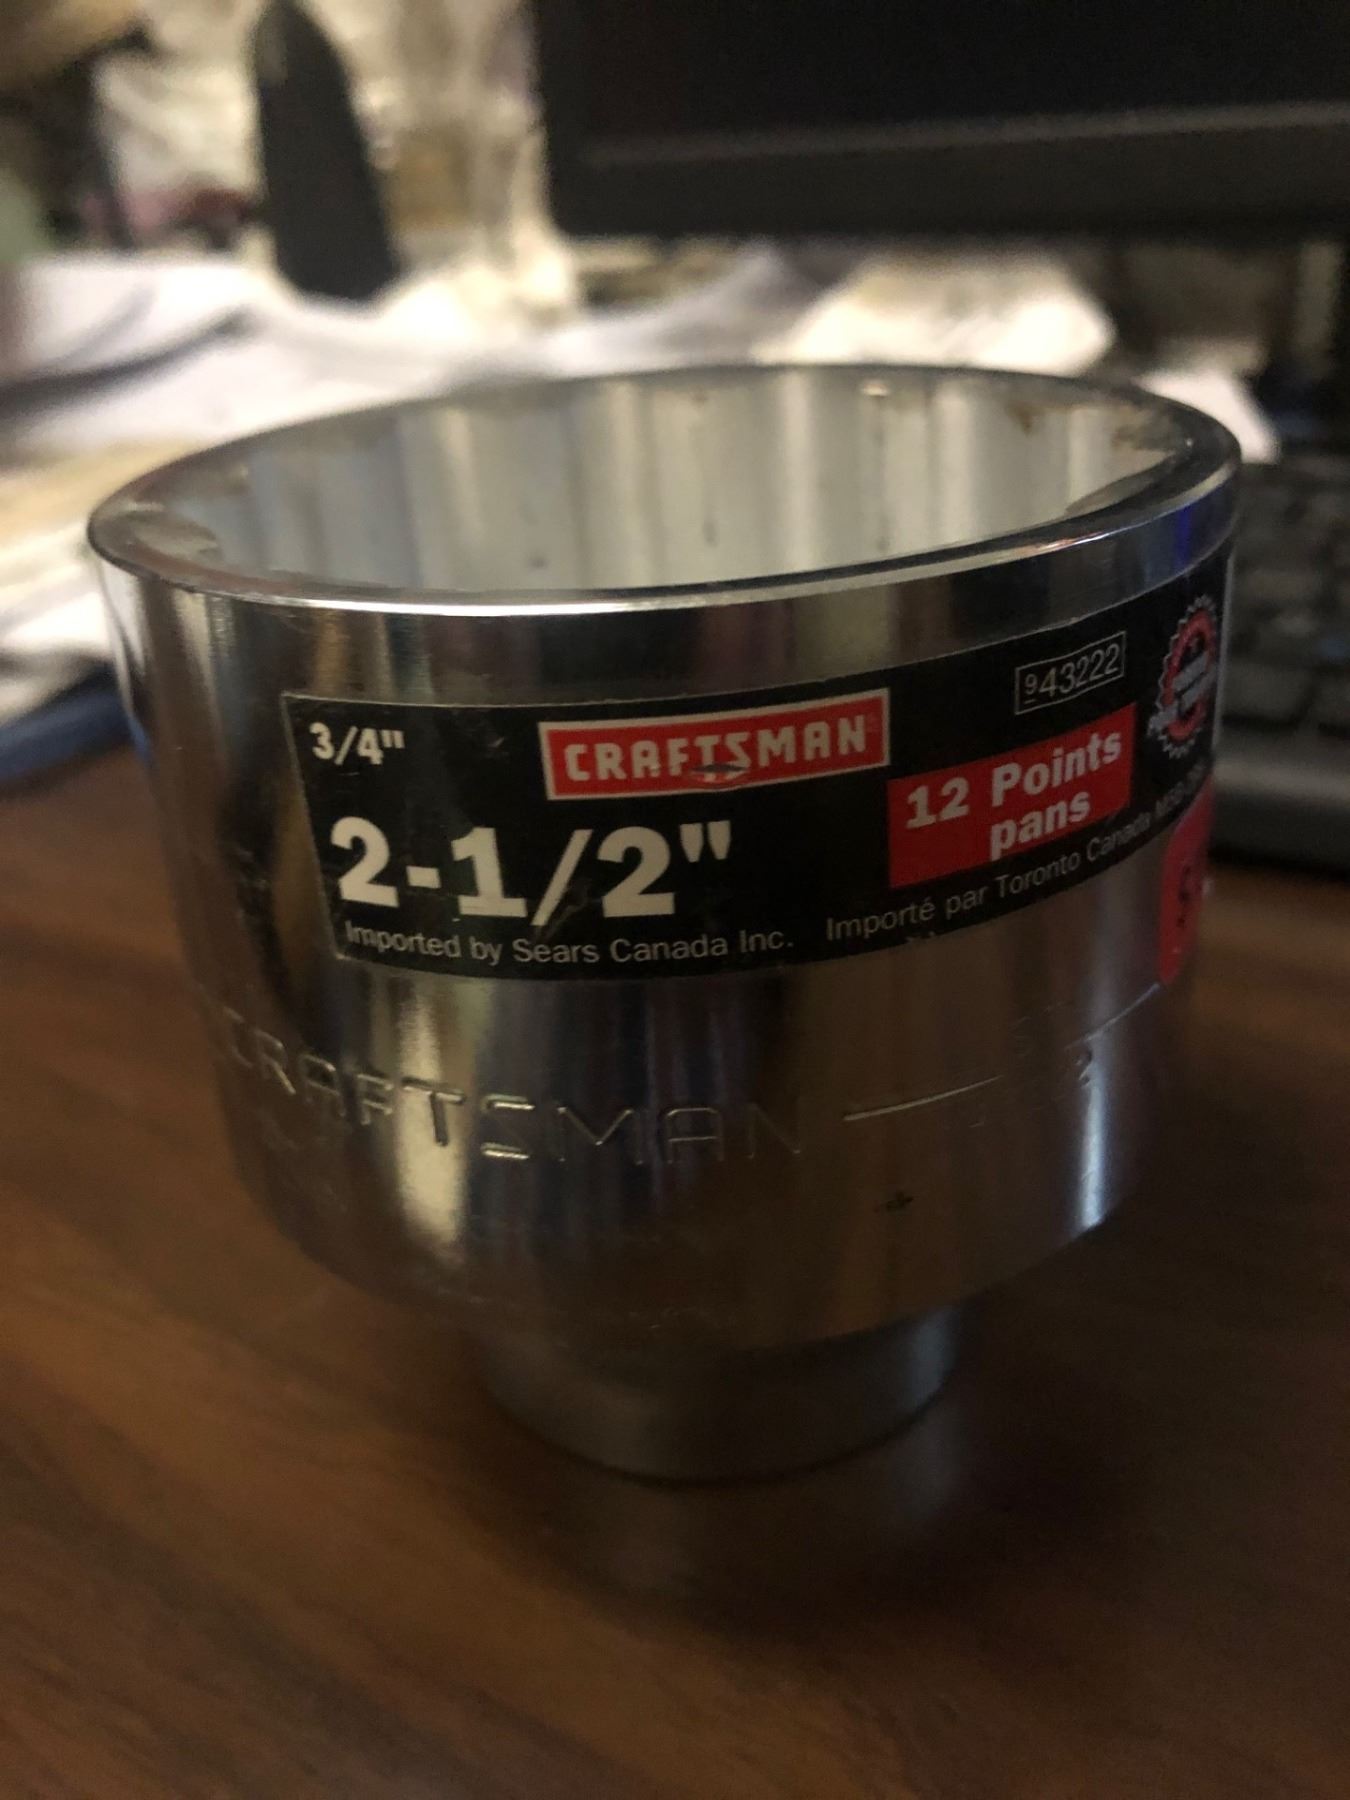 3/4"
CRAFTSMAN
943222
2-1/2"
12 Points
pans
Imported by Sears Canada Inc.
Importé par Toronto Canada
CRAFTSMAN